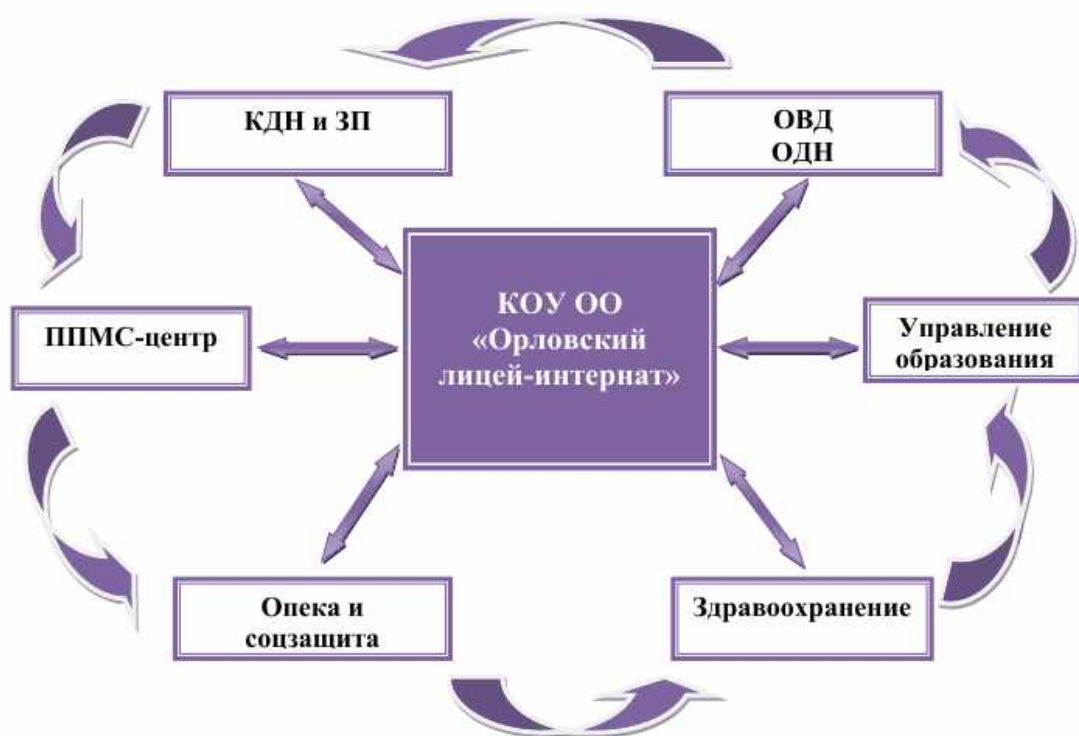 КДН и ЗП
ОВД
ОДН
КОУ ОО
«Орловский
лицей-интернат»
ППМС-центр
Управление
образования
Опека и
соцзащита
Здравоохранение